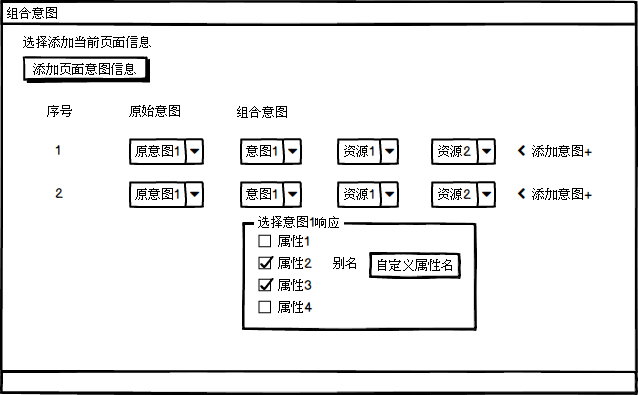 组合意图
选择添加当前页面信息
添加页面意图信息
序号 原始意图 组合意图
1 原意图1 意图1 资源1 资源2 < 添加意图+
2 原意图1 意图1 资源1 资源2 < 添加意图+
选择意图1响应
属性1
属性2 别名 自定义属性名
属性3
属性4